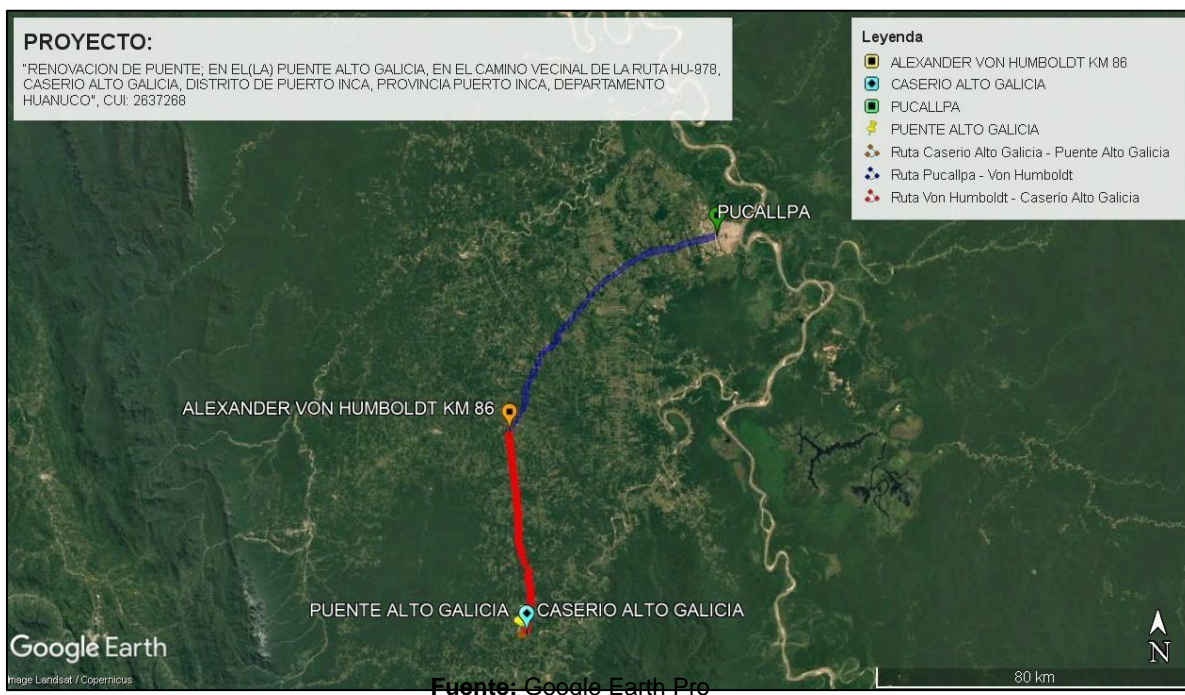 PROYECTO:
"RENOVACION DE PUENTE; EN EL(LA) PUENTE ALTO GALICIA, EN EL CAMINO VECINAL DE LA RUTA HU-978,
CASERIO ALTO GALICIA, DISTRITO DE PUERTO INCA, PROVINCIA PUERTO INCA, DEPARTAMENTO
HUANUCO", CUI: 2637268
Leyenda
ALEXANDER VON HUMBOLDT KM 86
CASERIO ALTO GALICIA
PUCALLPA
PUENTE ALTO GALICIA
Ruta Caserio Alto Galicia - Puente Alto Galicia
Ruta Pucallpa - Von Humboldt
Ruta Von Humboldt - Caserío Alto Galicia
PUCALLPA
ALEXANDER VON HUMBOLDT KM 86
PUENTE ALTO GALICIA
CASERIO ALTO GALICIA
Google Earth
Image Landsat / Copernicus
N
80 km
Fuente: Google Earth Pro